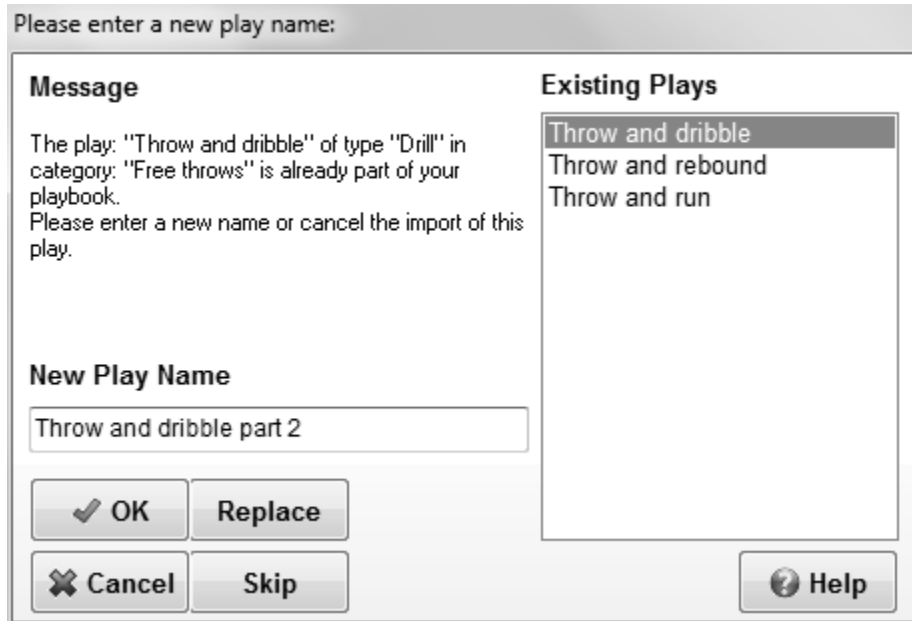 Please enter a new play name:
Message
The play: "Throw and dribble" of type "Drill" in
category: "Free throws" is already part of your
playbook.
Please enter a new name or cancel the import of this
play.
New Play Name
Throw and dribble part 2
OK
Replace
Cancel
Skip
Existing Plays
Throw and dribble
Throw and rebound
Throw and run
Help